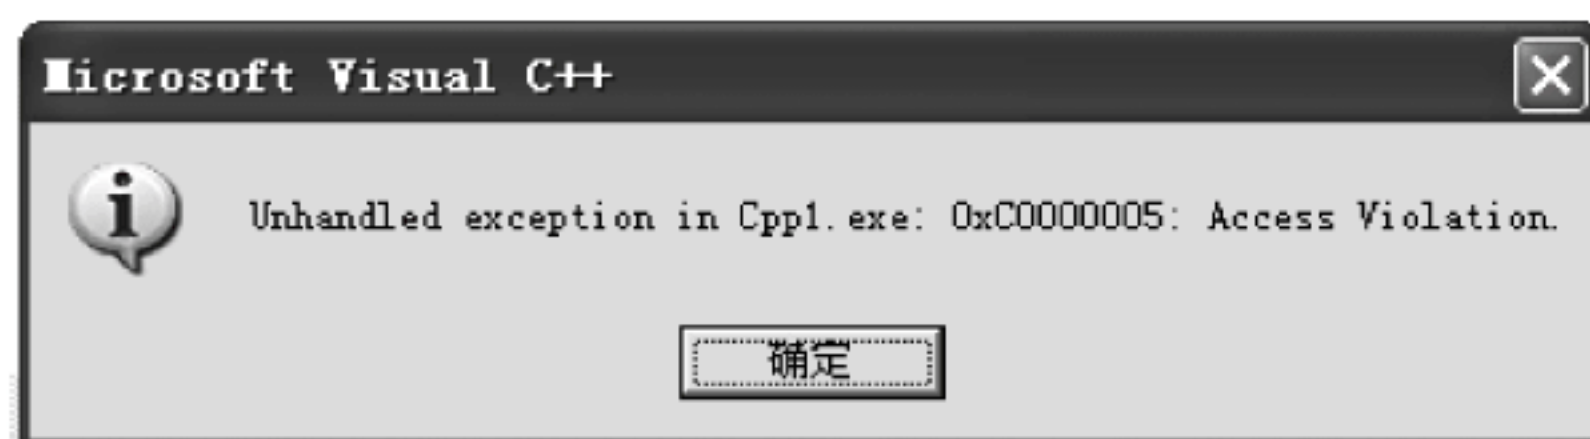 Microsoft Visual C++
Unhandled exception in Cpp1.exe: 0xC0000005: Access Violation.
确定